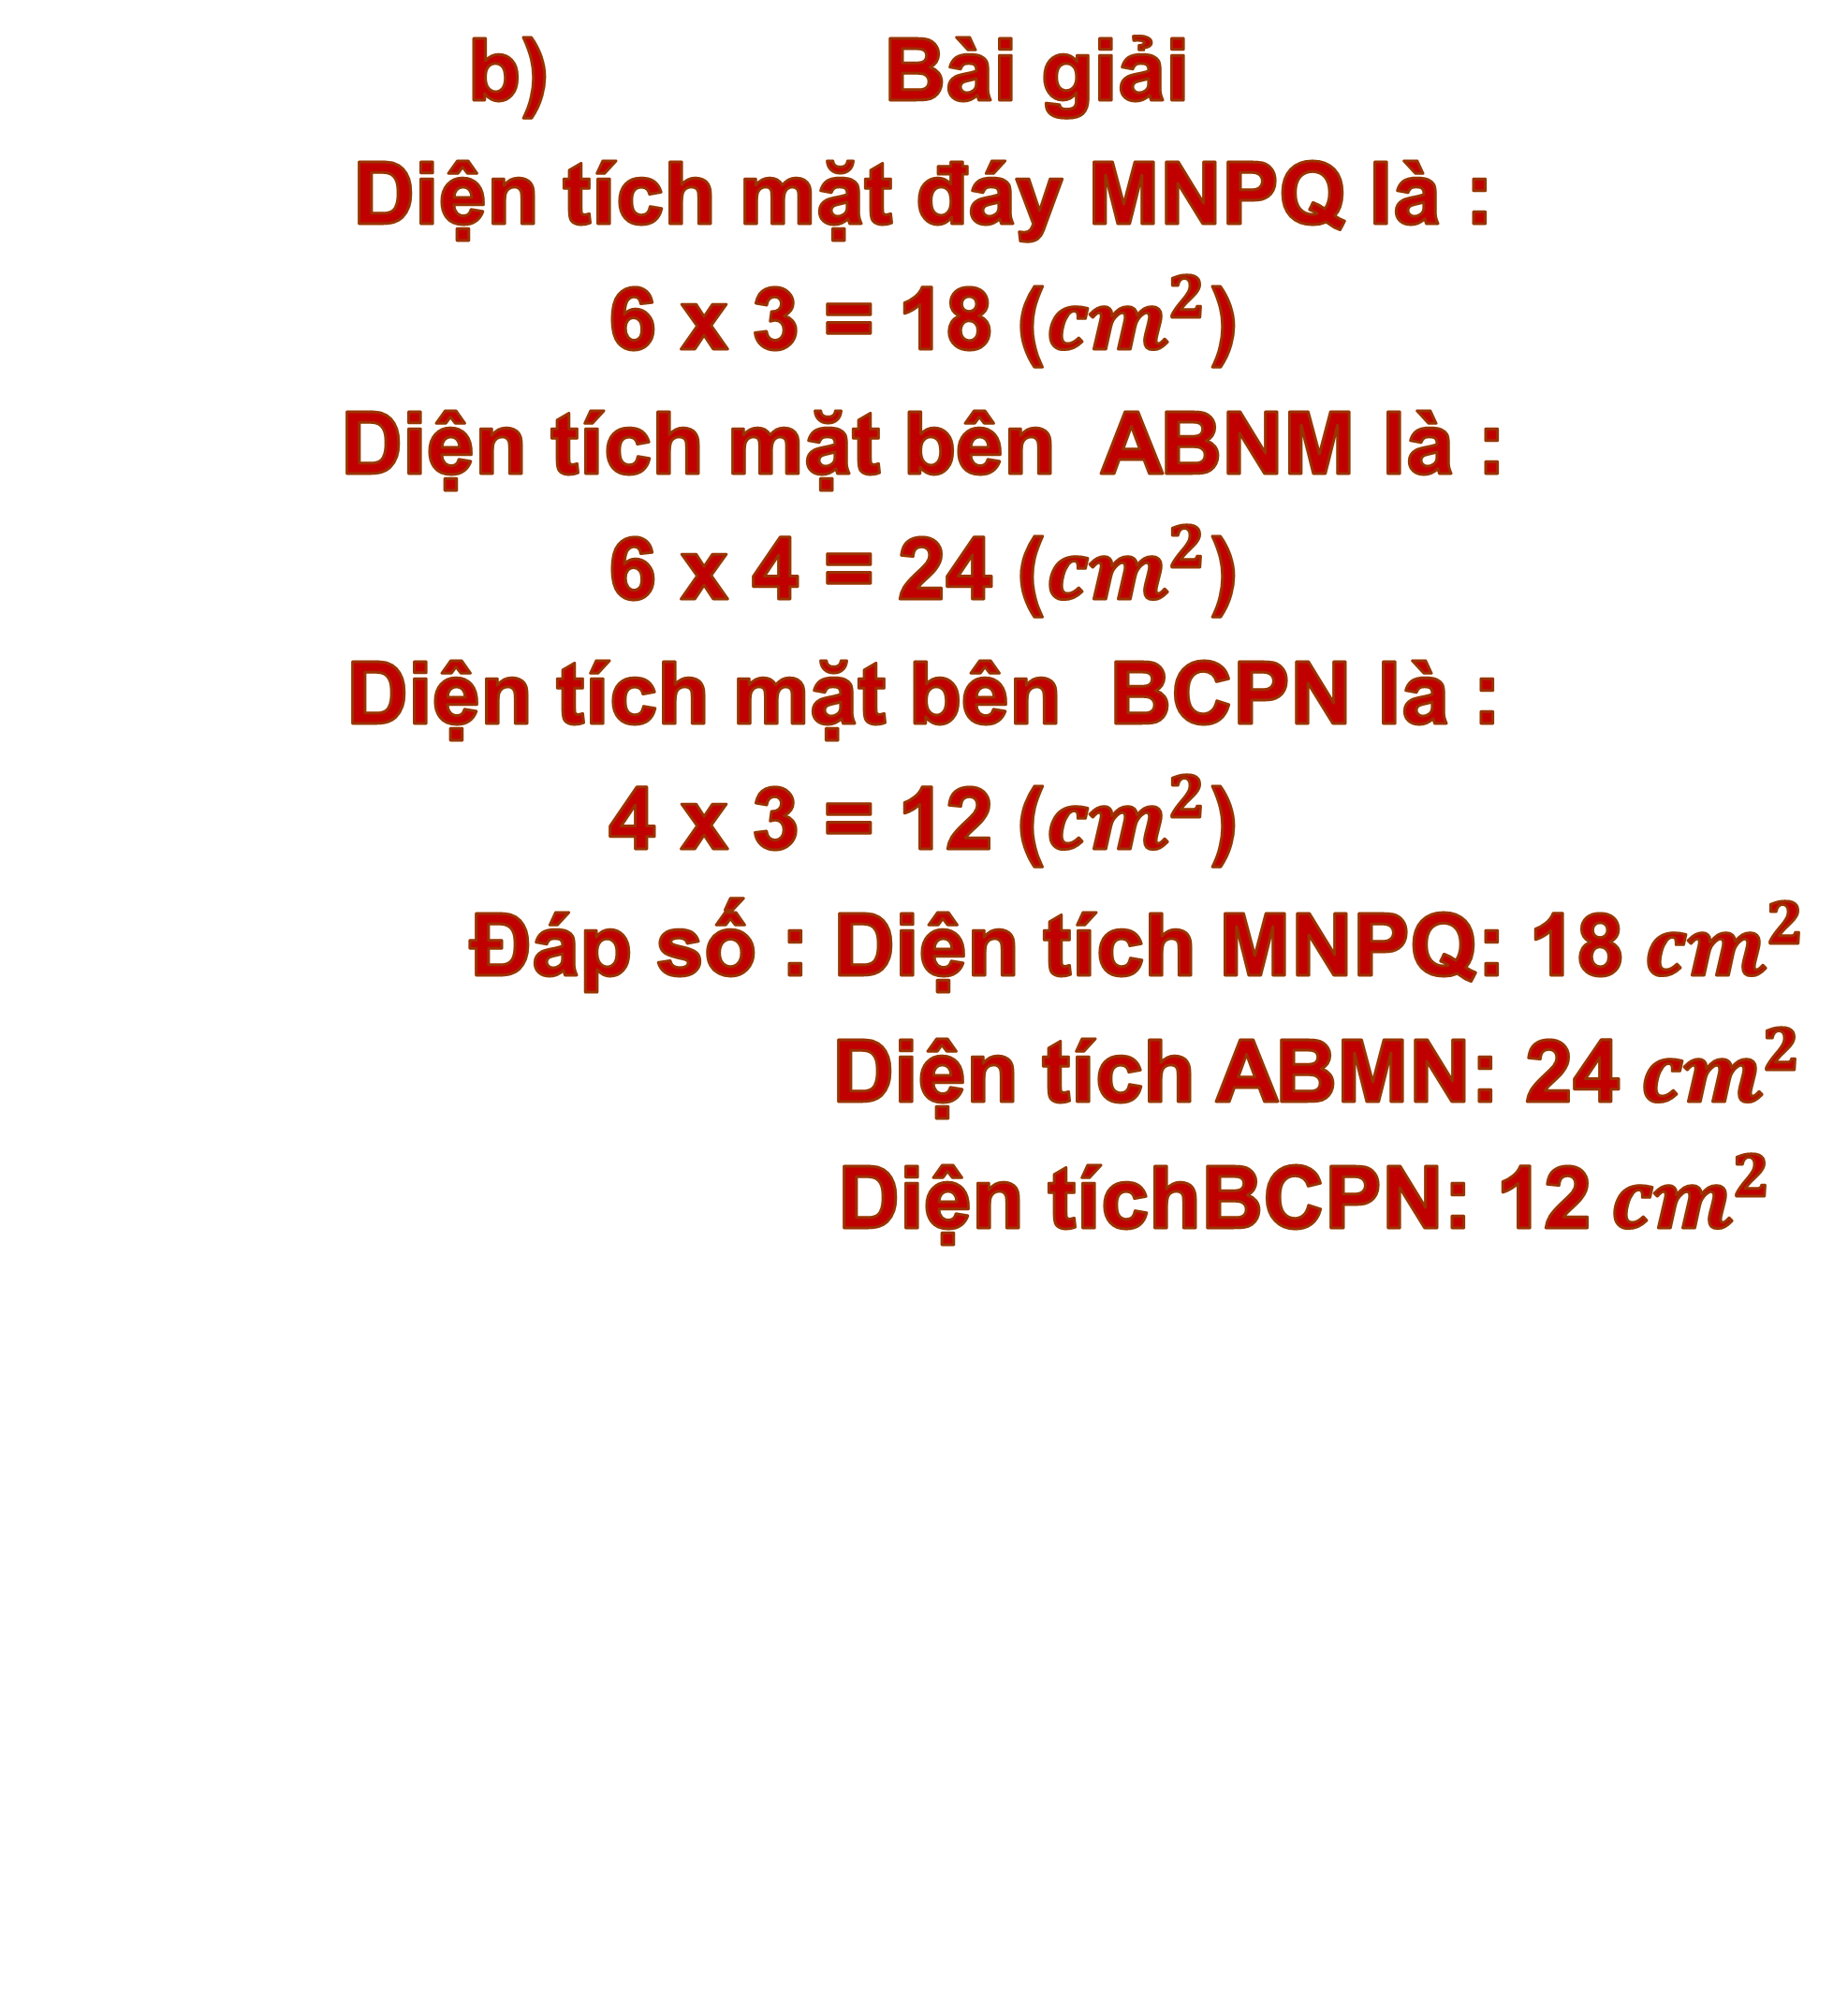 b) Bài giải
Diện tích mặt đáy MNPQ là :
6 x 3 = 18 (cm²)
Diện tích mặt bên ABNM là :
6 x 4 = 24 (cm²)
Diện tích mặt bên BCPN là :
4 x 3 = 12 (cm²)
Đáp số : Diện tích MNPQ: 18 cm²
Diện tích ABMN: 24 cm²
Diện tíchBCPN: 12 cm²